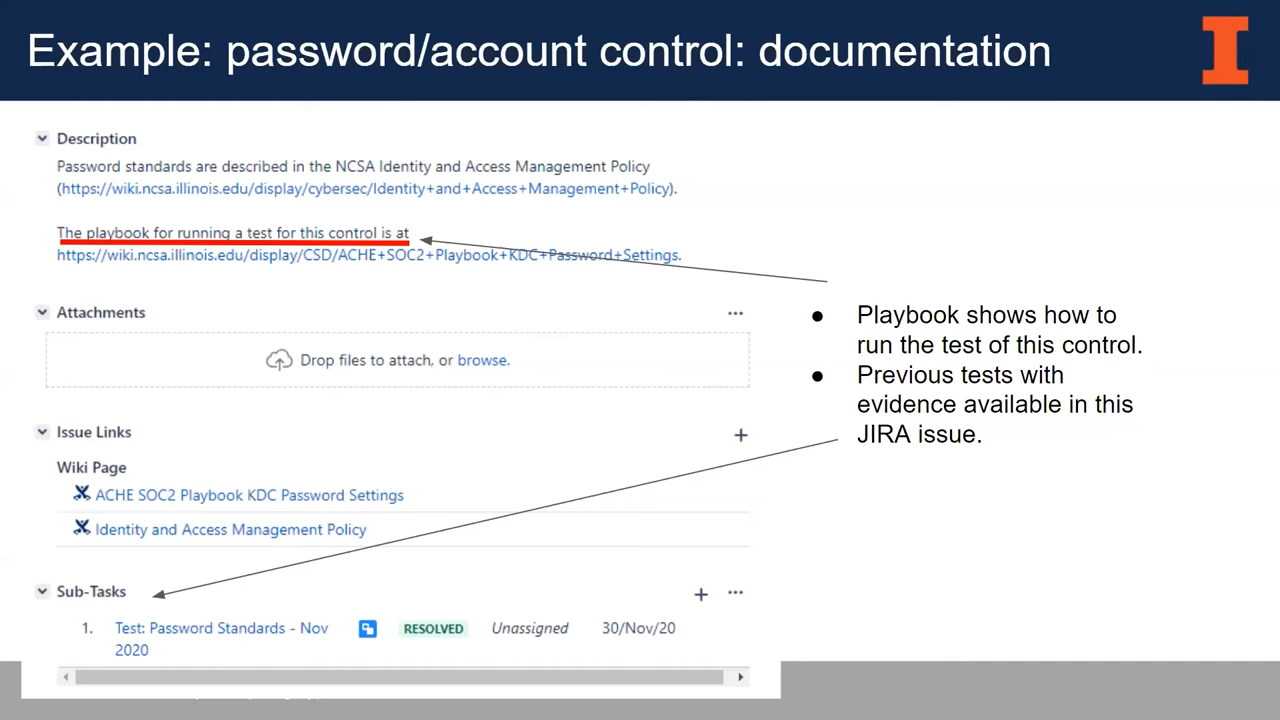 Example: password/account control: documentation
Description
Password standards are described in the NCSA Identity and Access Management Policy
(https://wiki.ncsa.illinois.edu/display/cybersec/Identity+and+Access+Management+Policy).
The playbook for running a test for this control is at
https://wiki.ncsa.illinois.edu/display/CSD/ACHE+SOC2+Playbook+KDC+Password+Settings.
Attachments
Drop files to attach, or browse.
Issue Links
Wiki Page
ACHE SOC2 Playbook KDC Password Settings
Identity and Access Management Policy
Sub-Tasks
1. Test: Password Standards - Nov 2020 RESOLVED Unassigned 30/Nov/20
● Playbook shows how to
run the test of this control.
● Previous tests with
evidence available in this
JIRA issue.